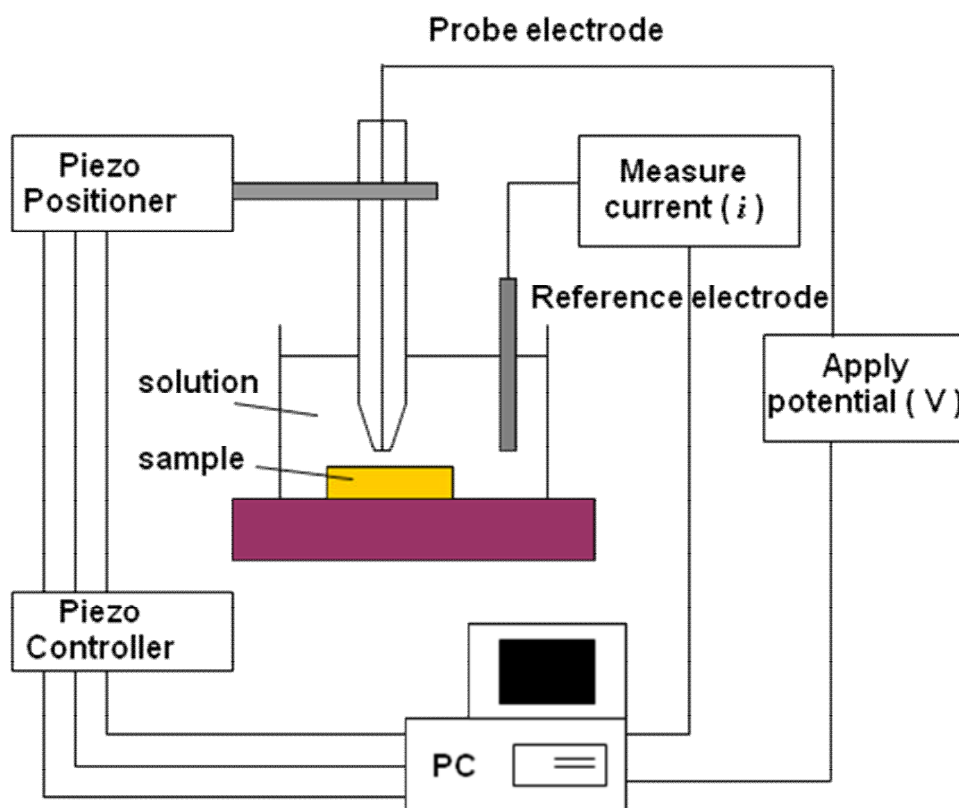 Probe electrode
Piezo
Positioner
Measure
current ( i )
Reference electrode
Apply
potential ( V )
solution
sample
Piezo
Controller
PC